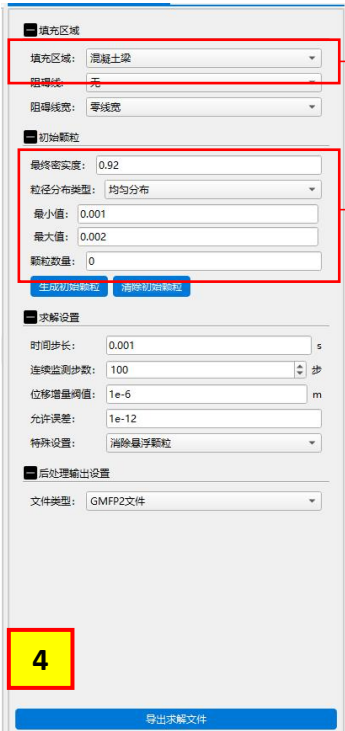 填充区域
填充区域: 混凝土梁
阻碍线: 无
阻碍线宽: 零线宽
初始颗粒
最终密实度: 0.92
粒径分布类型: 均匀分布
最小值: 0.001
最大值: 0.002
颗粒数量: 0
生成初始颗粒 清除初始颗粒
求解设置
时间步长: 0.001 s
连续监测步数: 100 步
位移增量阀值: 1e-6 m
允许误差: 1e-12
特殊设置: 消除悬浮颗粒
后处理输出设置
文件类型: GMFP2文件
4
导出求解文件